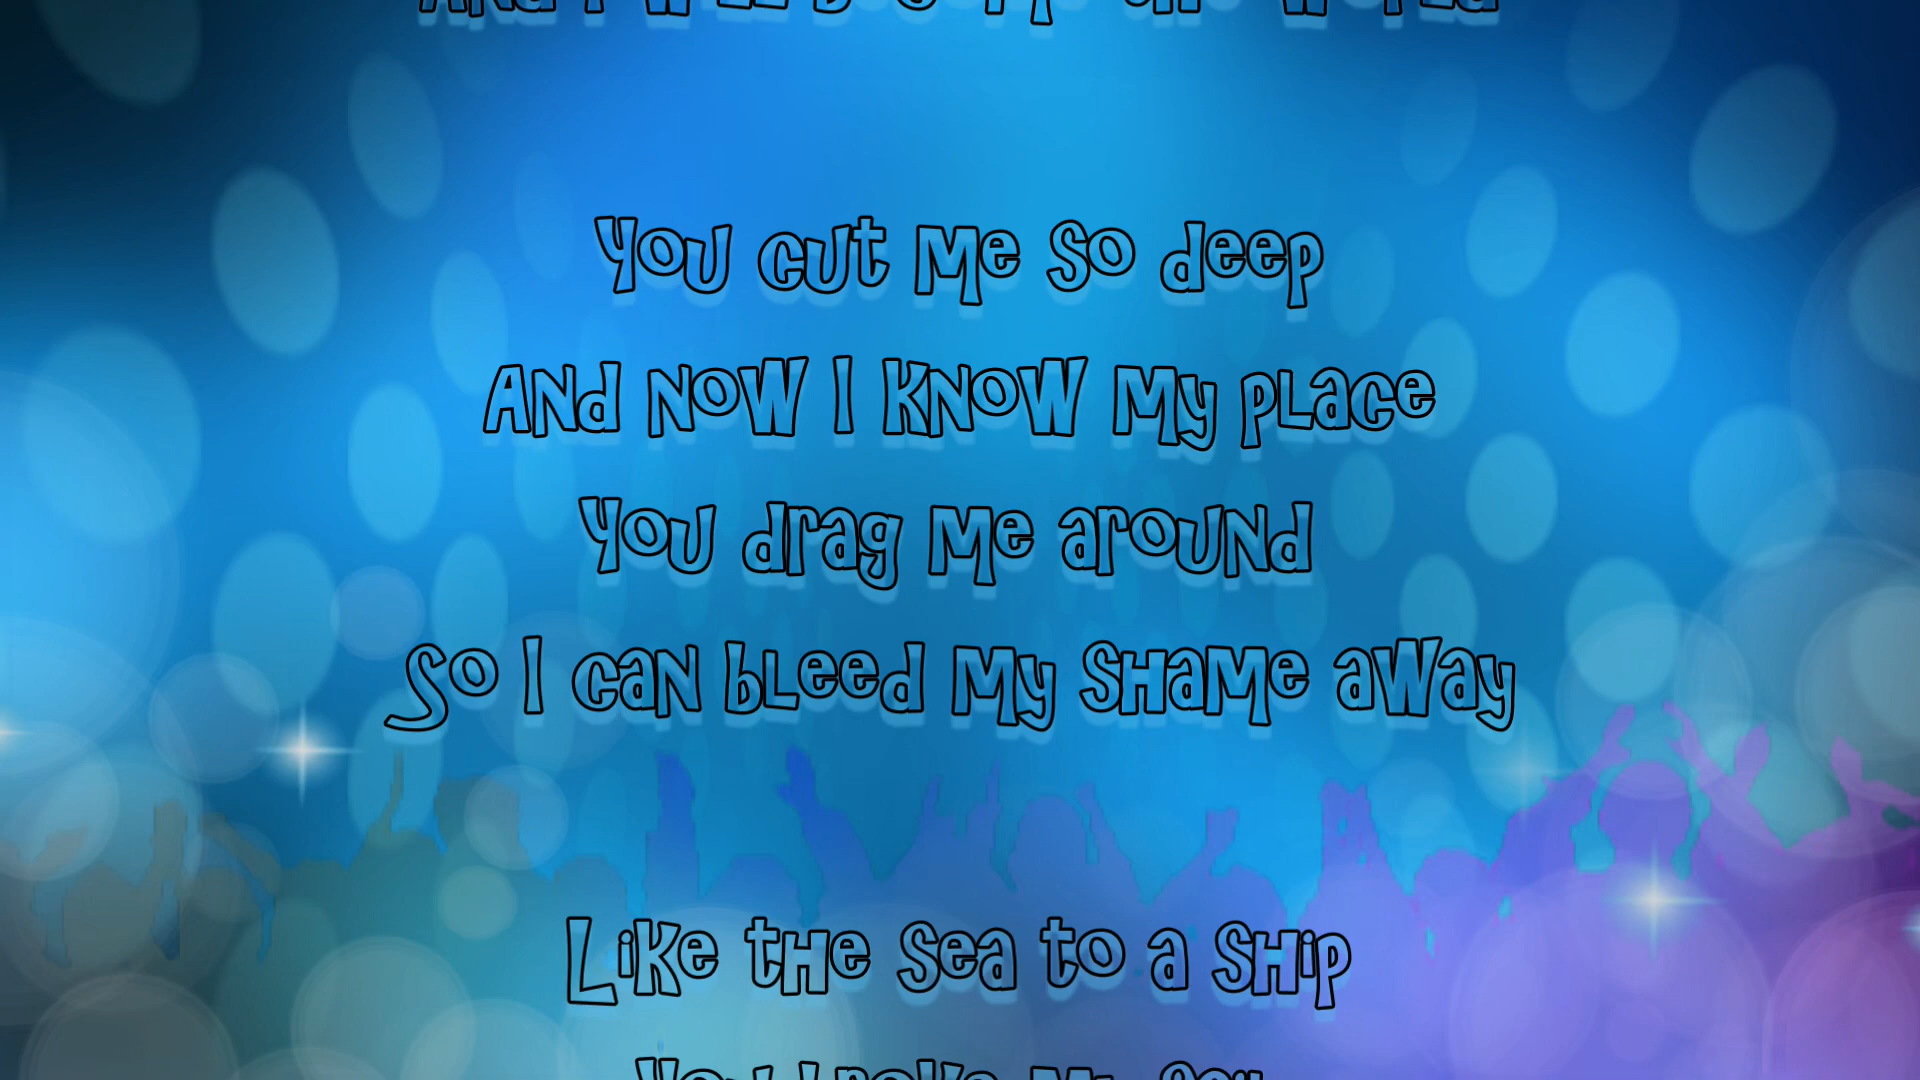 You cut me so deep
And now I know my place
You drag me around
So I can bleed my shame away
Like the sea to a ship